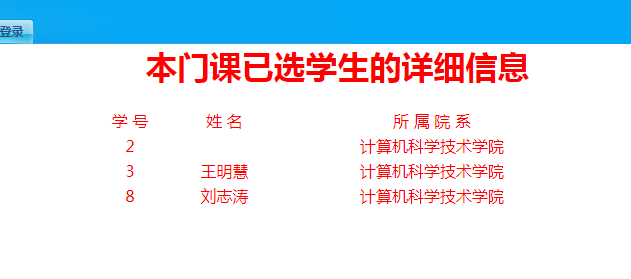 登录
本门课已选学生的详细信息
学 号 姓 名 所 属 院 系
2 计算机科学技术学院
3 王明慧 计算机科学技术学院
8 刘志涛 计算机科学技术学院